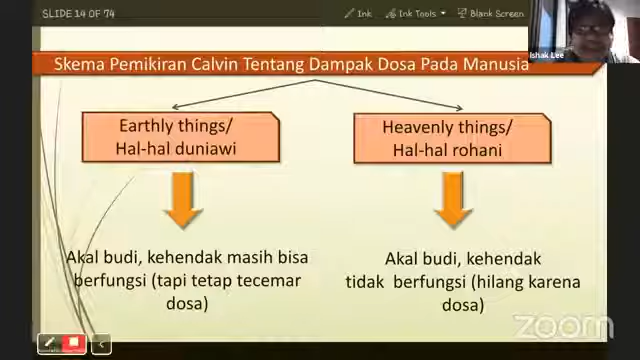 SLIDE 14 OF 74
Ink
Ink Tools
Blank Screen
Ishak Lee
Skema Pemikiran Calvin Tentang Dampak Dosa Pada Manusia
Earthly things/
Hal-hal duniawi
Heavenly things/
Hal-hal rohani
Akal budi, kehendak masih bisa
berfungsi (tapi tetap tecemar
dosa)
Akal budi, kehendak
tidak berfungsi (hilang karena
dosa)
zoom